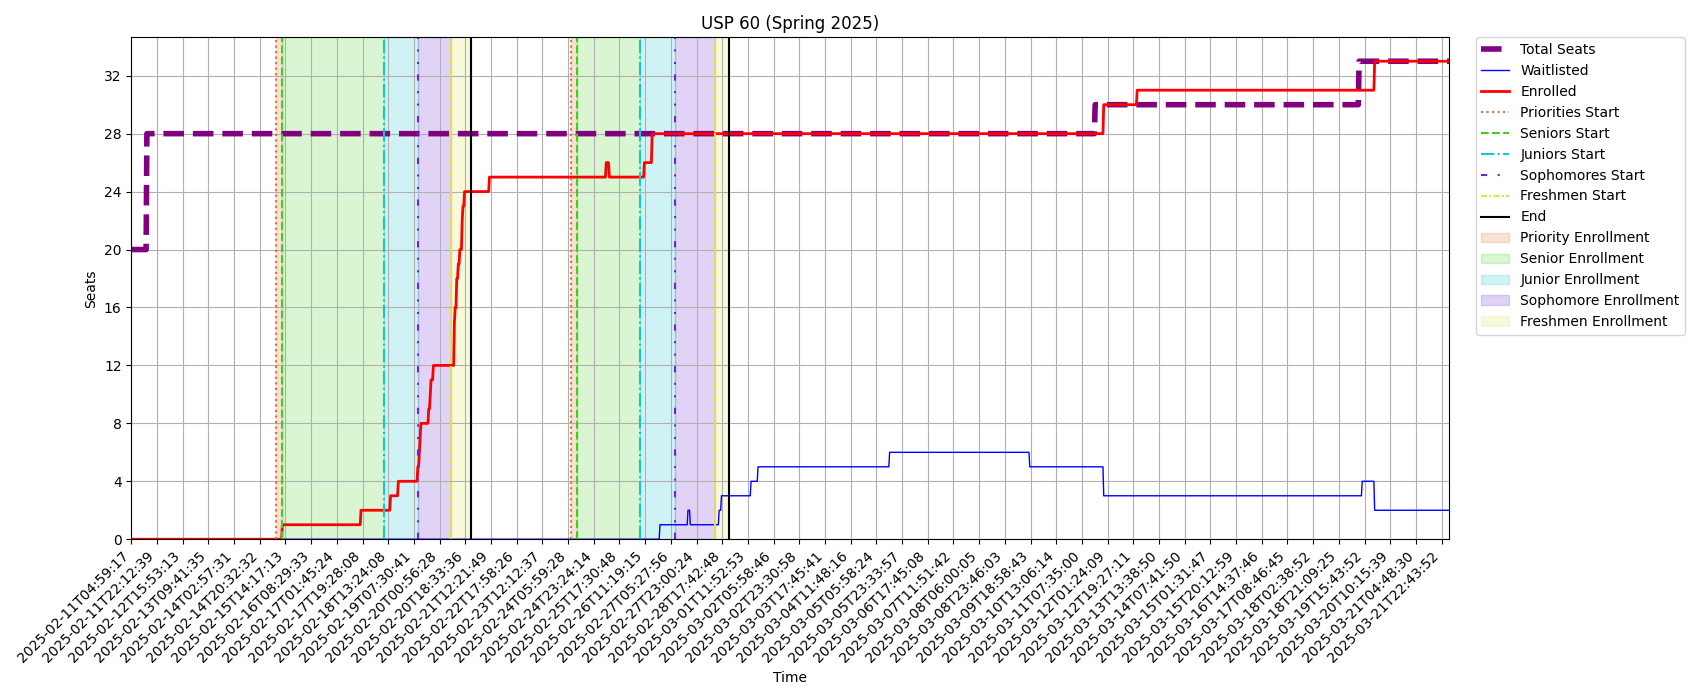 USP 60 (Spring 2025)
Seats
32
28
24
20
16
12
8
4
0
2025-02-11T04:59:17
2025-02-11T22:12:39
2025-02-12T15:53:13
2025-02-13T09:41:35
2025-02-14T02:57:31
2025-02-14T20:32:32
2025-02-15T14:17:13
2025-02-16T08:29:33
2025-02-17T01:45:24
2025-02-17T19:28:08
2025-02-18T13:24:08
2025-02-19T07:30:41
2025-02-20T00:56:28
2025-02-20T18:33:36
2025-02-21T12:21:49
2025-02-22T17:58:26
2025-02-23T12:12:37
2025-02-24T05:59:28
2025-02-24T23:24:14
2025-02-25T17:30:48
2025-02-26T11:19:15
2025-02-27T05:27:56
2025-02-27T23:00:24
2025-02-28T17:42:48
2025-03-01T11:52:53
2025-03-02T05:58:46
2025-03-02T23:30:58
2025-03-03T17:45:41
2025-03-04T11:48:16
2025-03-05T05:58:24
2025-03-05T23:33:57
2025-03-06T17:45:08
2025-03-07T11:51:42
2025-03-08T06:00:05
2025-03-08T23:46:03
2025-03-09T18:58:43
2025-03-10T13:06:14
2025-03-11T07:35:00
2025-03-12T01:24:09
2025-03-12T19:27:11
2025-03-13T13:38:50
2025-03-14T07:41:50
2025-03-15T01:31:47
2025-03-15T20:12:59
2025-03-16T14:37:46
2025-03-17T08:46:45
2025-03-18T02:38:52
2025-03-18T21:09:25
2025-03-19T15:43:52
2025-03-20T10:15:39
2025-03-21T04:48:30
2025-03-21T22:43:52
Time
Total Seats
Waitlisted
Enrolled
Priorities Start
Seniors Start
Juniors Start
Sophomores Start
Freshmen Start
End
Priority Enrollment
Senior Enrollment
Junior Enrollment
Sophomore Enrollment
Freshmen Enrollment